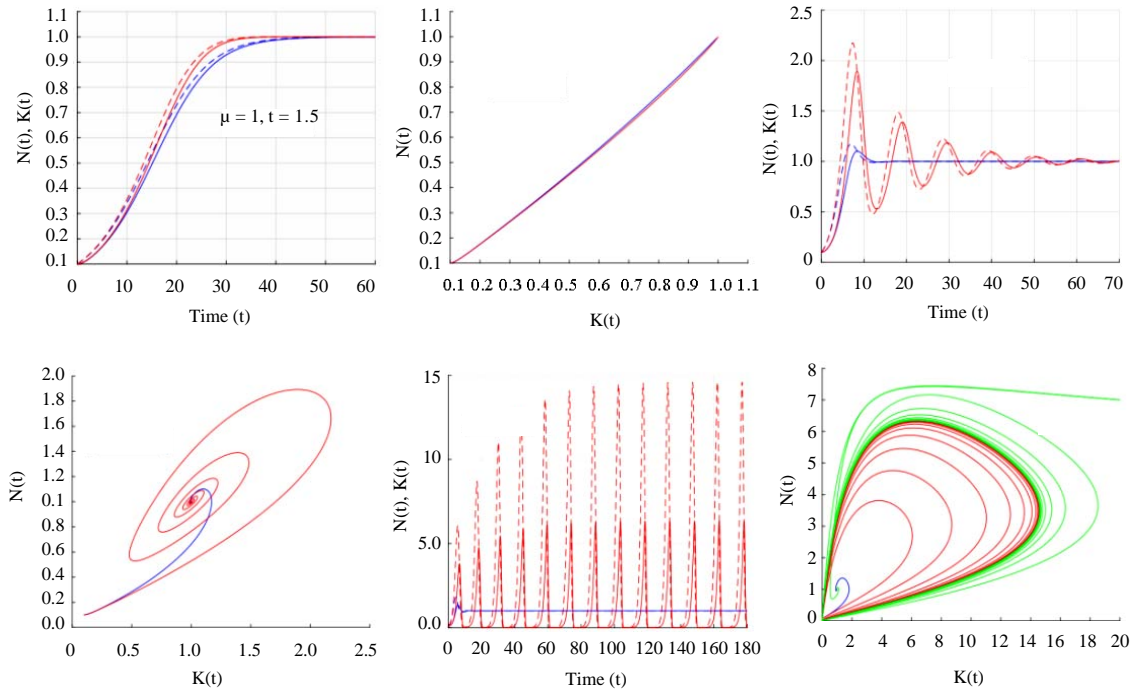 1.1
1.0
0.9
0.8
0.7
0.6
0.5
0.4
0.3
0.2
0.1
N(t), K(t)
μ = 1, t = 1.5
0 10 20 30 40 50 60
Time (t)
1.1
1.0
0.9
0.8
0.7
0.6
0.5
0.4
0.3
0.2
0.1
N(t)
0.1 0.2 0.3 0.4 0.5 0.6 0.7 0.8 0.9 1.0 1.1
K(t)
2.5
2.0
1.5
1.0
0.5
0
N(t), K(t)
0 10 20 30 40 50 60 70
Time (t)
2.0
1.8
1.6
1.4
1.2
0.1
0.8
0.6
0.4
0.2
0.0
N(t)
0 0.5 1.0 1.5 2.0 2.5
K(t)
15
10
5.0
0.0
N(t), K(t)
0 20 40 60 80 100 120 140 160 180
Time (t)
8
7
6
5
4
3
2
1
0
N(t)
0 2 4 6 8 10 12 14 16 18 20
K(t)